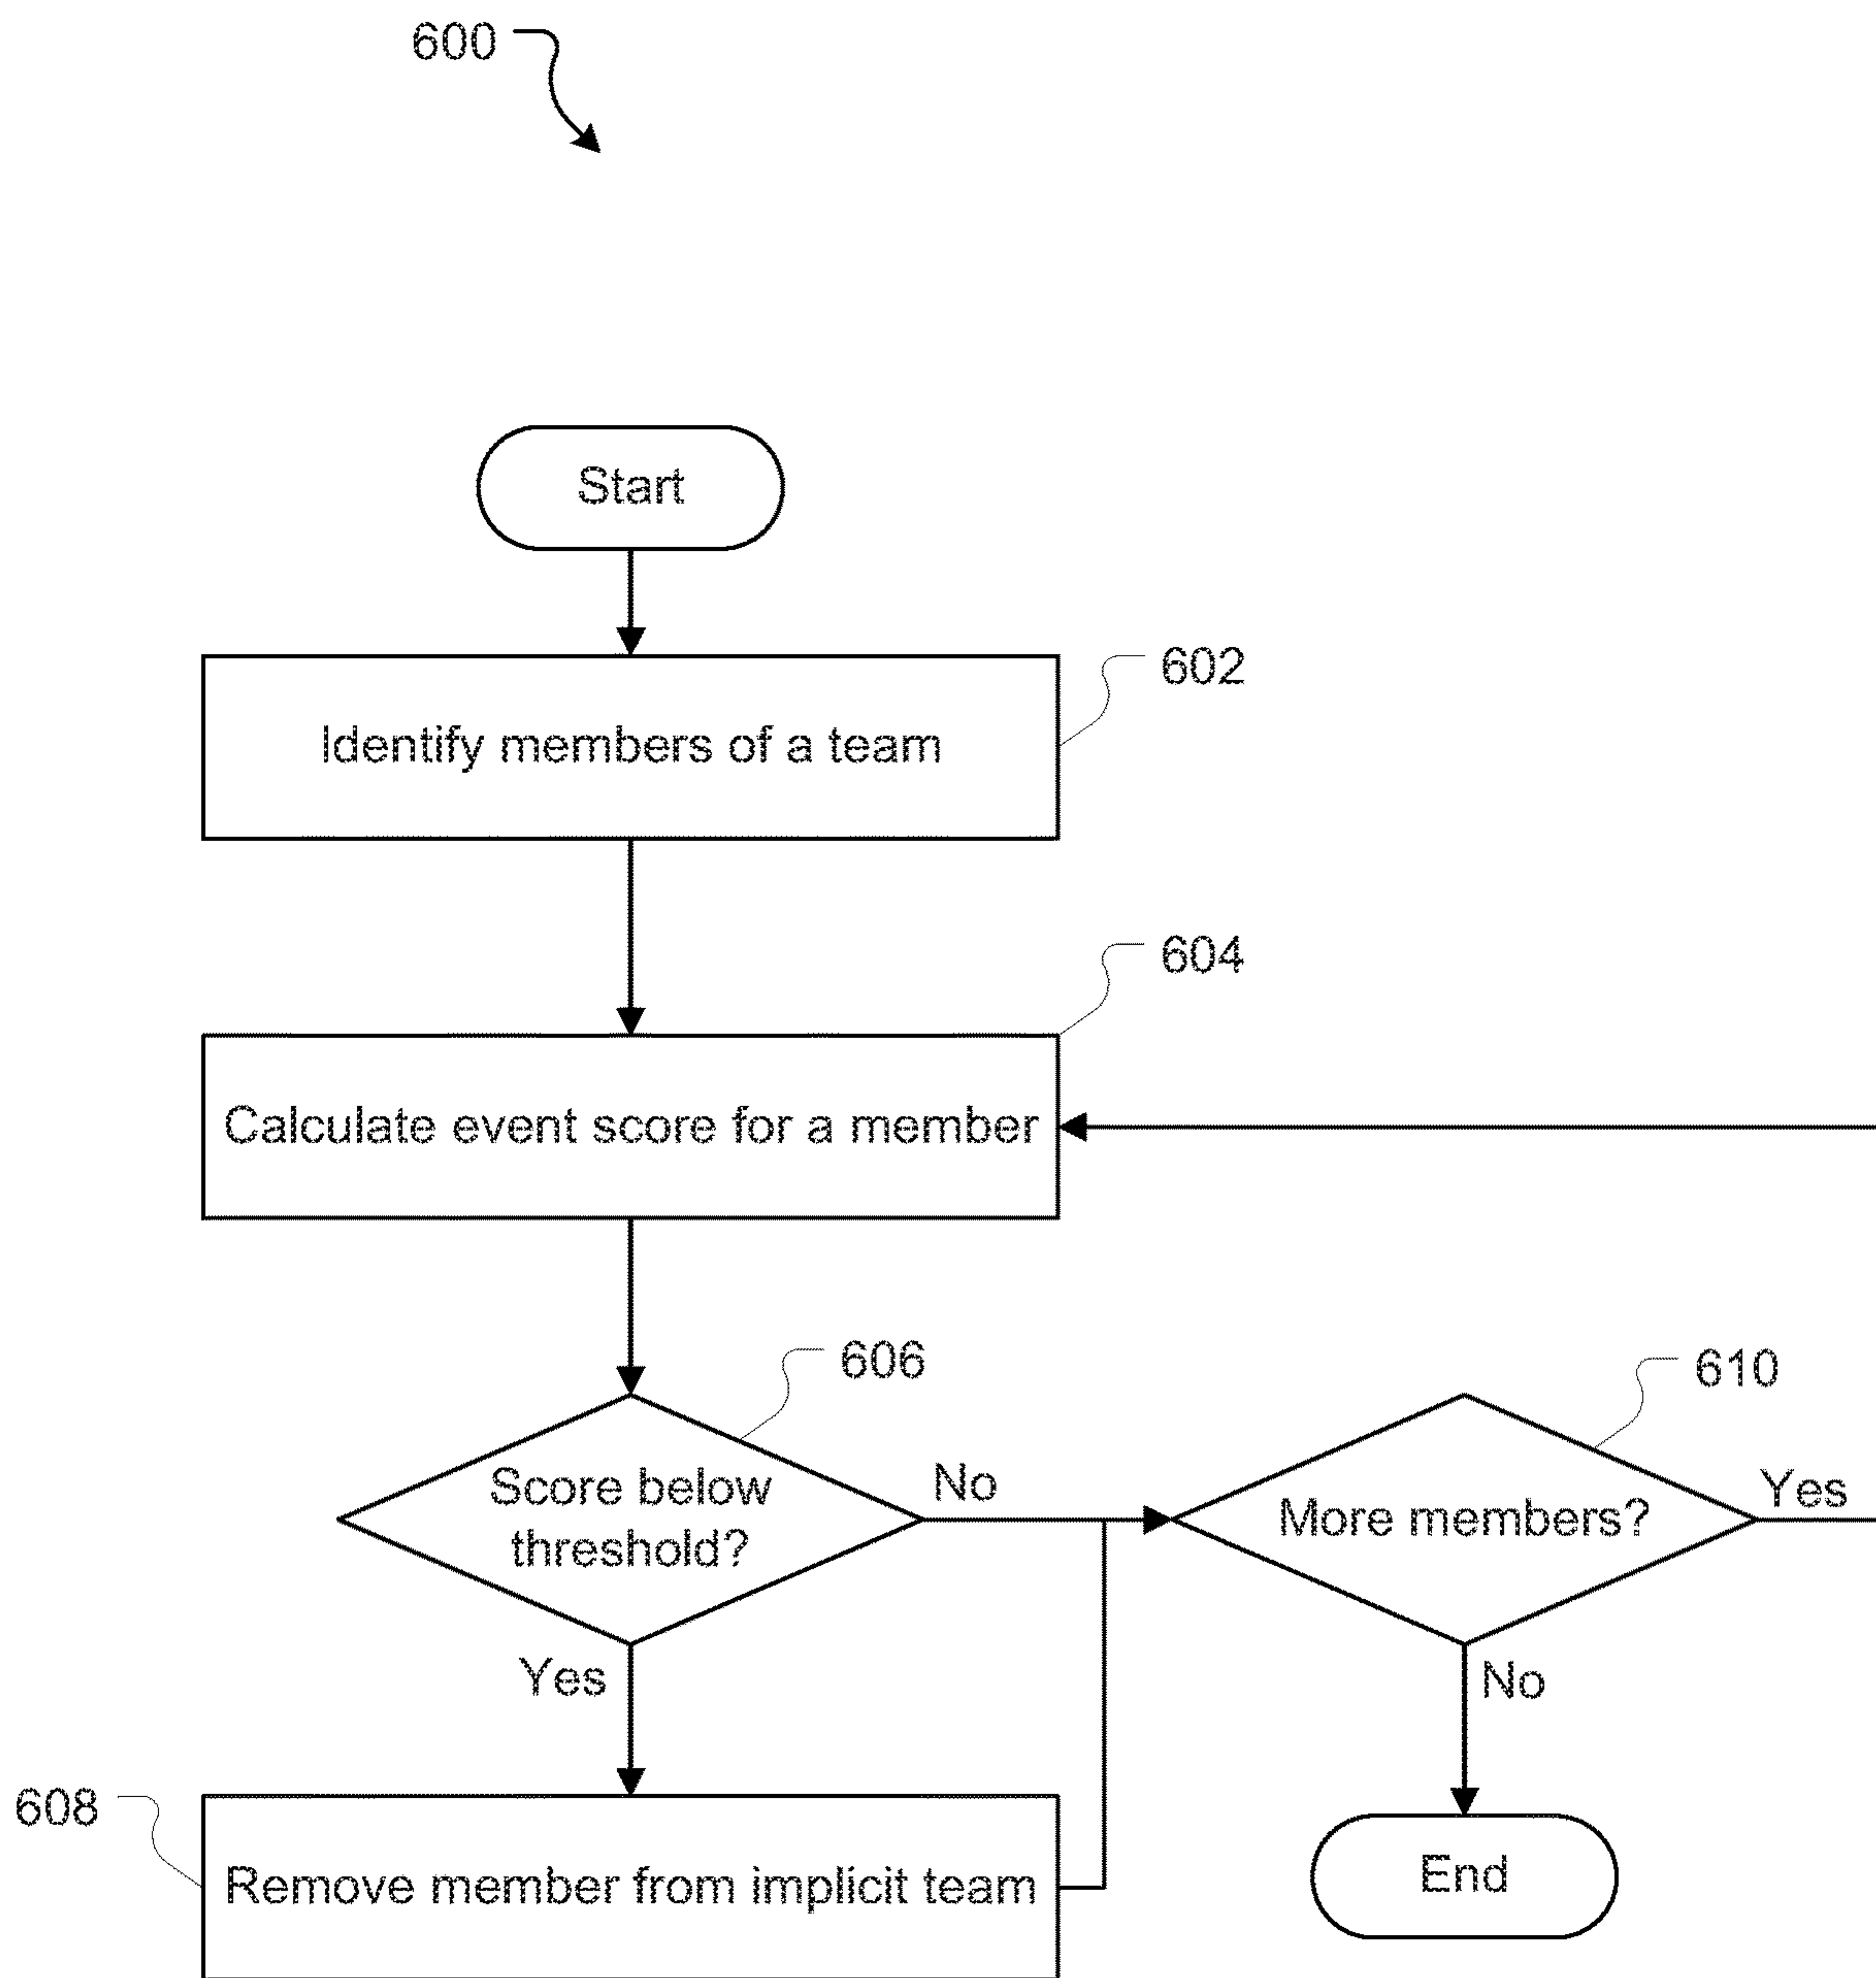 600
Start
602
Identify members of a team
604
Calculate event score for a member
606
610
Score below
threshold?
No
More members?
Yes
Yes
No
608
Remove member from implicit team
End